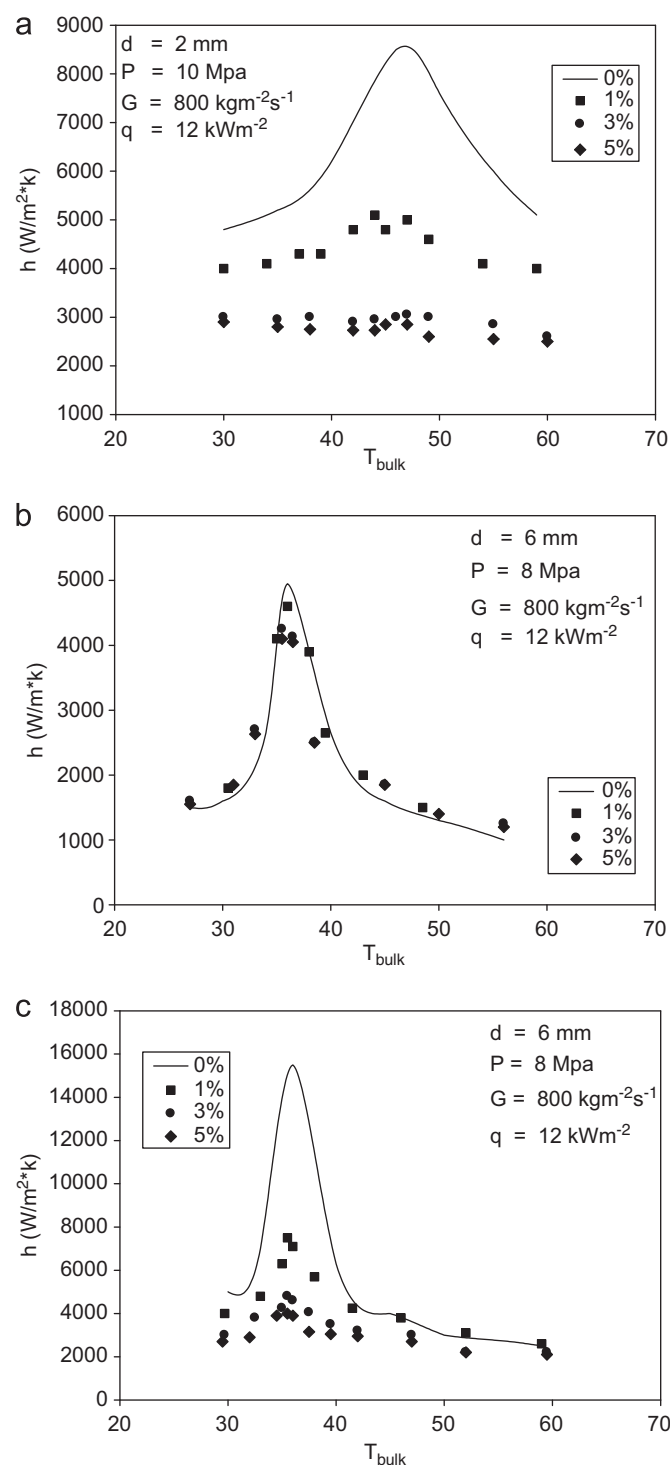 a
d = 2 mm
P = 10 Mpa
G = 800 kgm-2s-1
q = 12 kWm-2
0%
1%
3%
5%
h (W/m2*k)
9000
8000
7000
6000
5000
4000
3000
2000
1000
20 30 40 50 60 70
Tbulk
b
d = 6 mm
P = 8 Mpa
G = 800 kgm-2s-1
q = 12 kWm-2
0%
1%
3%
5%
h (W/m*k)
6000
5000
4000
3000
2000
1000
0
20 30 40 50 60 70
Tbulk
c
0%
1%
3%
5%
d = 6 mm
P = 8 Mpa
G = 800 kgm-2s-1
q = 12 kWm-2
h (W/m2*k)
18000
16000
14000
12000
10000
8000
6000
4000
2000
0
20 30 40 50 60 70
Tbulk